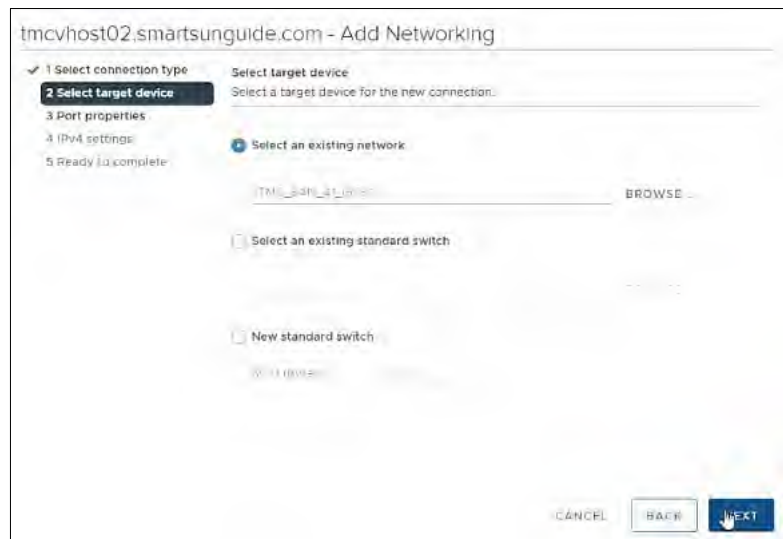 tmcvhost02.smartsunguide.com - Add Networking
1 Select connection type
2 Select target device
3 Port properties
4 IPv4 settings
5 Ready to complete
Select target device
Select a target device for the new connection.
Select an existing network
BROWSE ...
Select an existing standard switch
New standard switch
CANCEL
BACK
NEXT